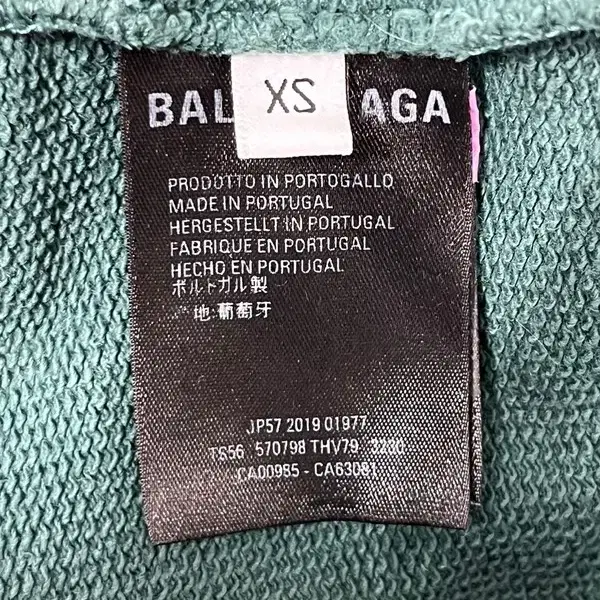 XS
BAL AGA
PRODOTTO IN PORTOGALLO
MADE IN PORTUGAL
HERGESTELLT IN PORTUGAL
FABRIQUE EN PORTUGAL
HECHO EN PORTUGAL
ポルトガル製
地:葡萄牙
JP57 2019 01977
TS56 570798 THV79 3230
CA00985 - CA63081